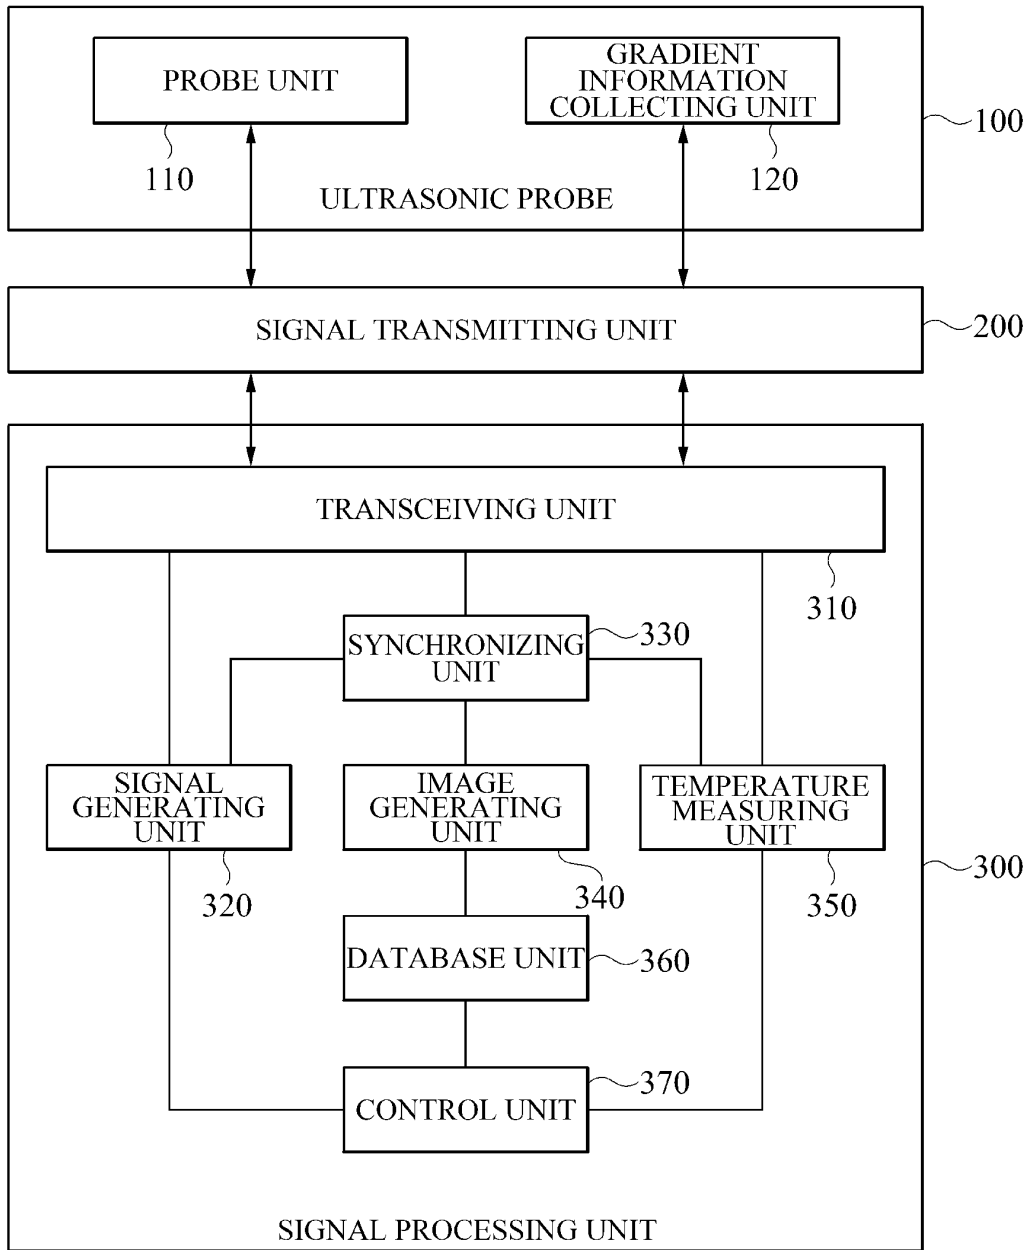 PROBE UNIT
110
GRADIENT
INFORMATION
COLLECTING UNIT
120
100
ULTRASONIC PROBE
SIGNAL TRANSMITTING UNIT
200
TRANSCEIVING UNIT
310
SYNCHRONIZING
UNIT
330
SIGNAL
GENERATING
UNIT
320
IMAGE
GENERATING
UNIT
340
TEMPERATURE
MEASURING
UNIT
350
300
DATABASE UNIT
360
CONTROL UNIT
370
SIGNAL PROCESSING UNIT